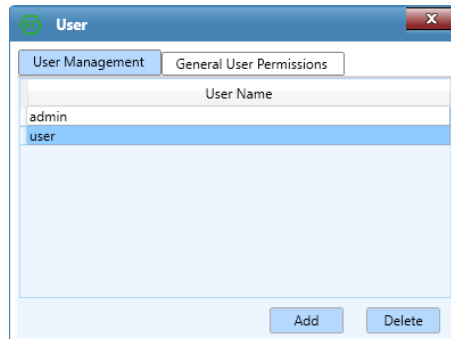 User
X
User Management
General User Permissions
User Name
admin
user
Add
Delete